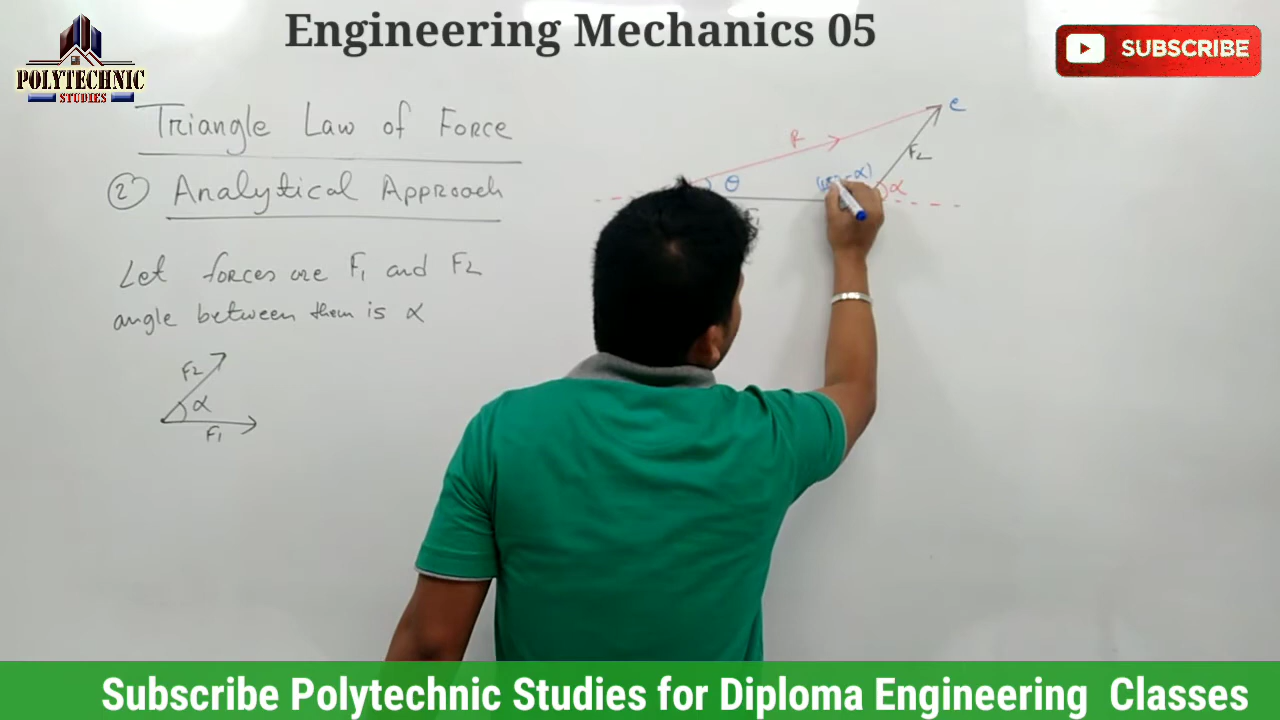 Engineering Mechanics 05
POLYTECHNIC
STUDIES
SUBSCRIBE
Triangle Law of Force
② Analytical Approach
Let forces are F1 and F2
angle between them is α
F2
α
F1
R
c
F2
θ
α
Subscribe Polytechnic Studies for Diploma Engineering Classes